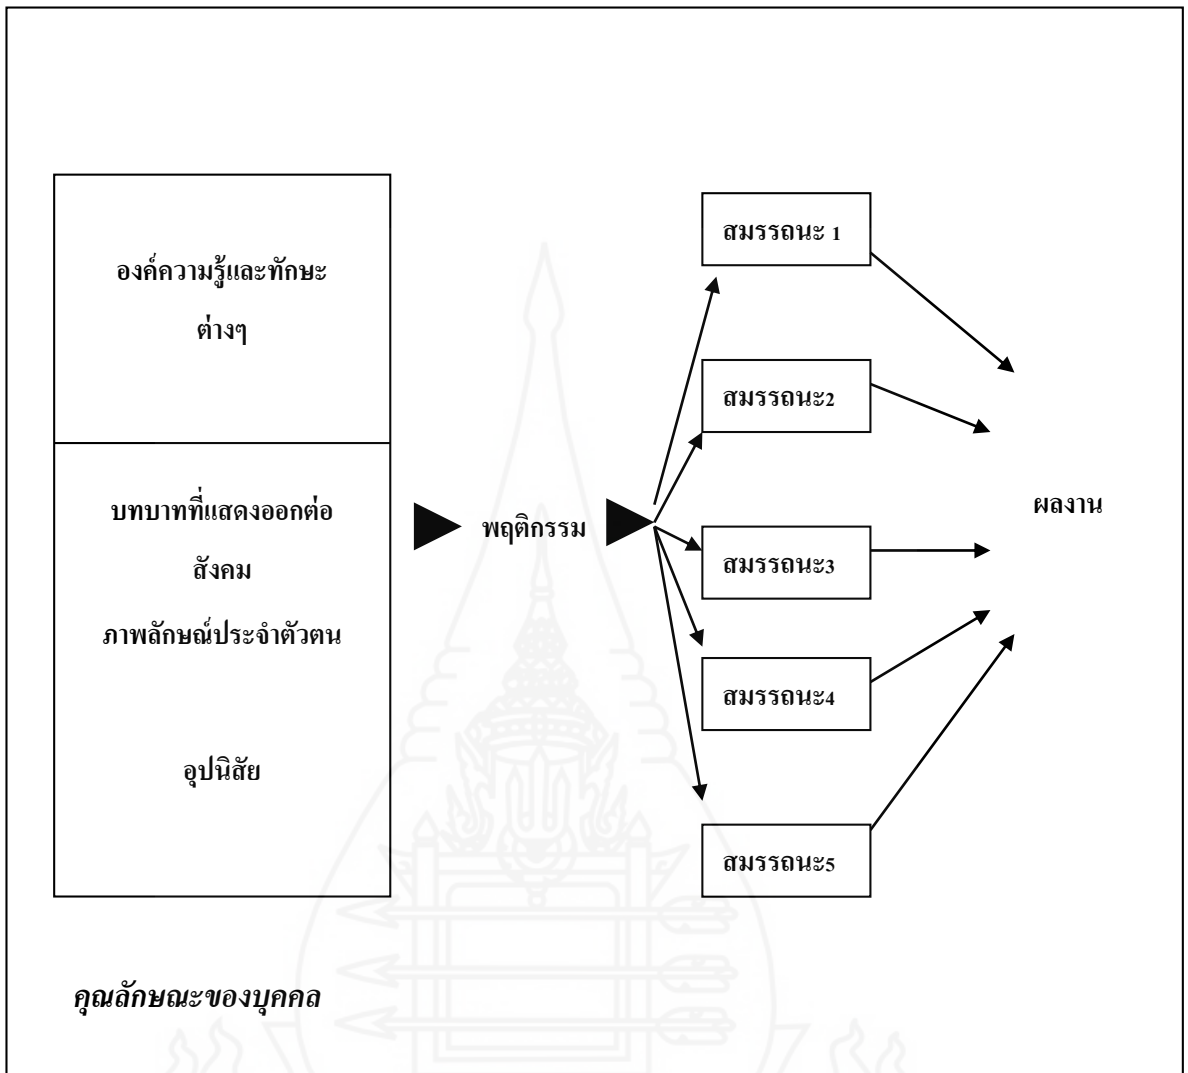 องค์ความรู้และทักษะ
ต่างๆ
บทบาทที่แสดงออกต่อ
สังคม
ภาพลักษณ์ประจำตัวตน
อุปนิสัย
คุณลักษณะของบุคคล
พฤติกรรม
สมรรถนะ 1
สมรรถนะ2
สมรรถนะ3
สมรรถนะ4
สมรรถนะ5
ผลงาน